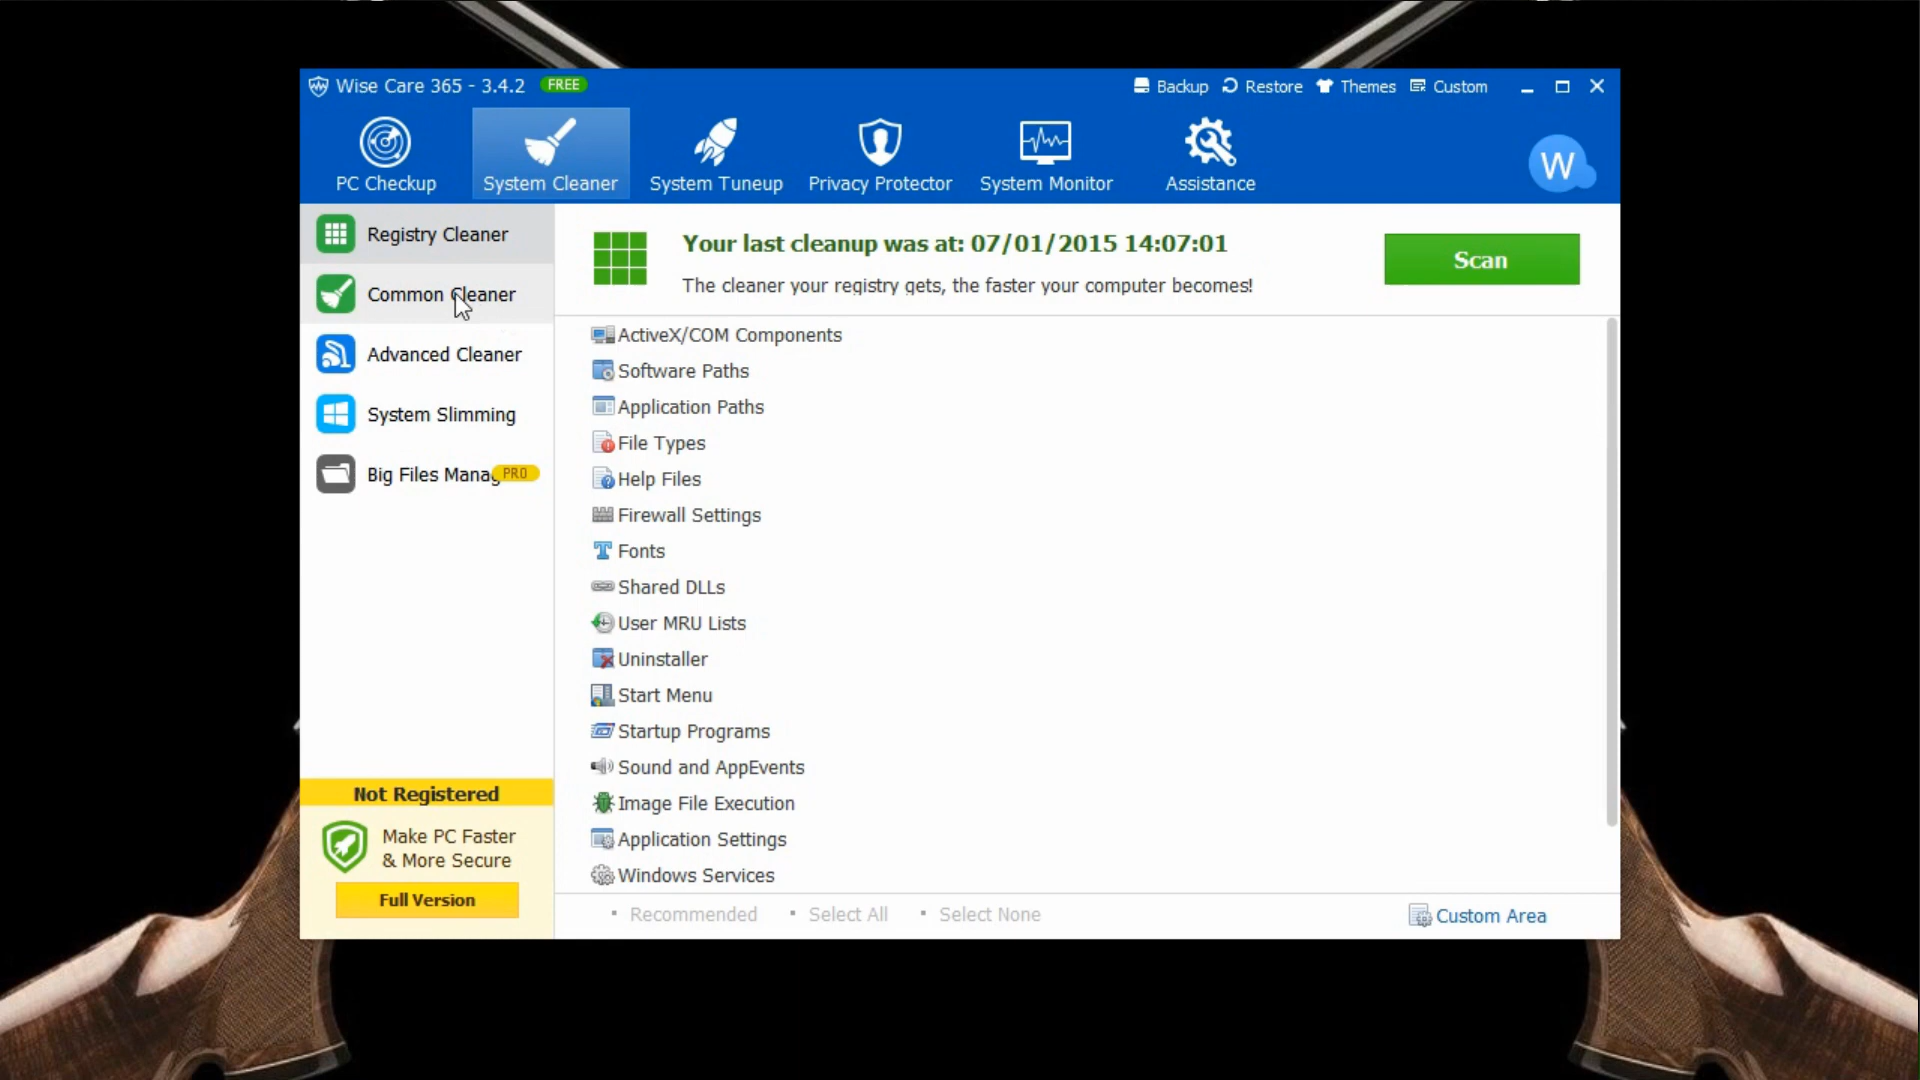 Wise Care 365 - 3.4.2 FREE
Backup Restore Themes Custom
PC Checkup System Cleaner System Tuneup Privacy Protector System Monitor Assistance
W
Registry Cleaner
Common Cleaner
Advanced Cleaner
System Slimming
Big Files Manag PRO
Not Registered
Make PC Faster
& More Secure
Full Version
Your last cleanup was at: 07/01/2015 14:07:01
The cleaner your registry gets, the faster your computer becomes!
Scan
ActiveX/COM Components
Software Paths
Application Paths
File Types
Help Files
Firewall Settings
Fonts
Shared DLLs
User MRU Lists
Uninstaller
Start Menu
Startup Programs
Sound and AppEvents
Image File Execution
Application Settings
Windows Services
Recommended Select All Select None
Custom Area